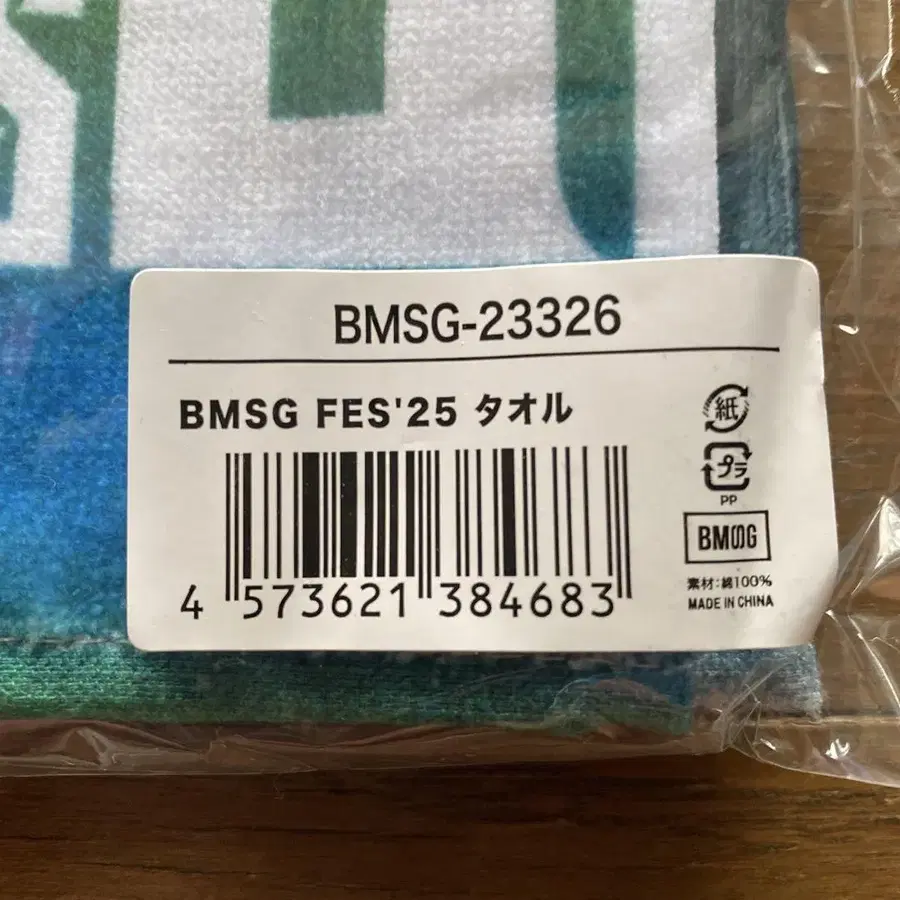 BMSG-23326
BMSG FES'25 タオル
4 573621 384683
紙
プラ
PP
BMSG
素材:綿100%
MADE IN CHINA